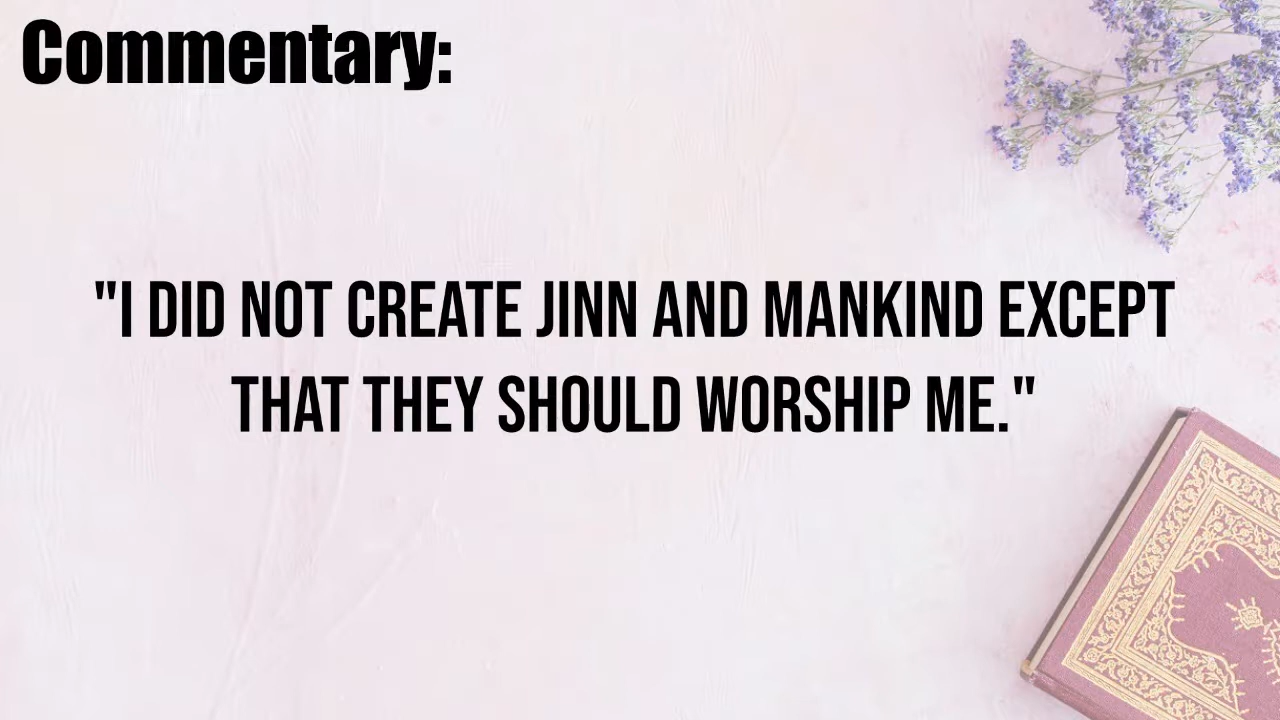 Commentary:
"I DID NOT CREATE JINN AND MANKIND EXCEPT
THAT THEY SHOULD WORSHIP ME."